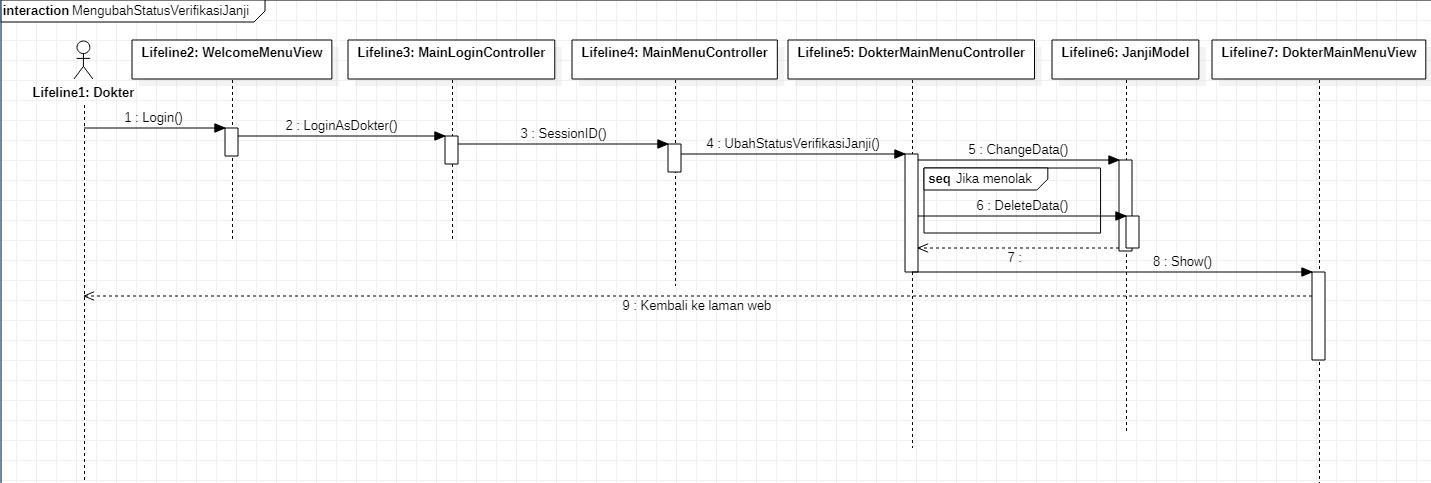 interaction MengubahStatusVerifikasiJanji
Lifeline1: Dokter
Lifeline2: WelcomeMenuView
Lifeline3: MainLoginController
Lifeline4: MainMenuController
Lifeline5: DokterMainMenuController
Lifeline6: JanjiModel
Lifeline7: DokterMainMenuView
1 : Login()
2 : LoginAsDokter()
3 : SessionID()
4 : UbahStatusVerifikasiJanji()
5 : ChangeData()
seq Jika menolak
6 : DeleteData()
7 :
8 : Show()
9 : Kembali ke laman web